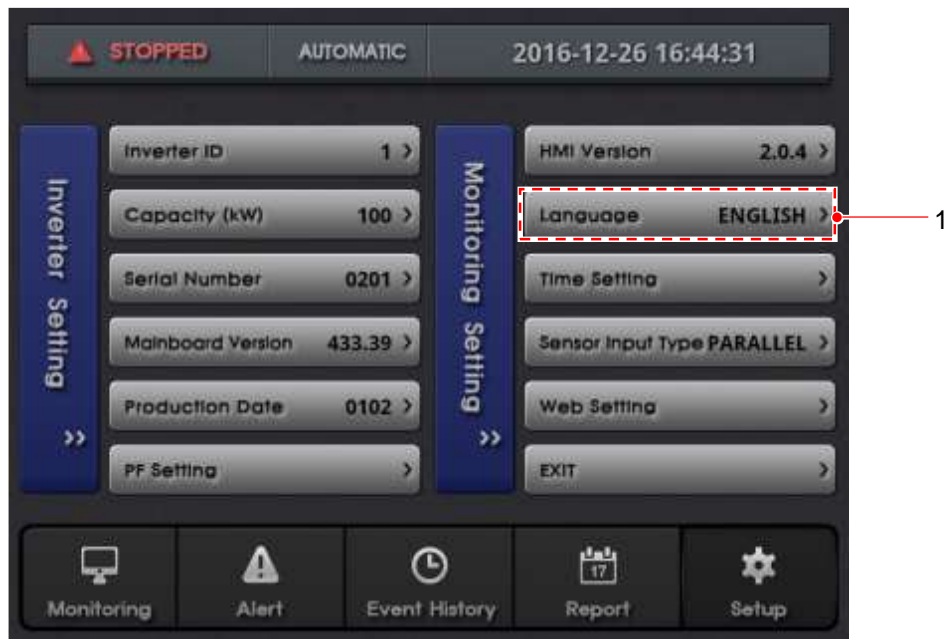 STOPPED AUTOMATIC 2016-12-26 16:44:31
Inverter Setting
Inverter ID 1
Capacity (kW) 100
Serial Number 0201
Mainboard Version 433.39
Production Date 0102
PF Setting
Monitoring Setting
HMI Version 2.0.4
Language ENGLISH
1
Time Setting
Sensor Input Type PARALLEL
Web Setting
EXIT
17
Monitoring Alert Event History Report Setup